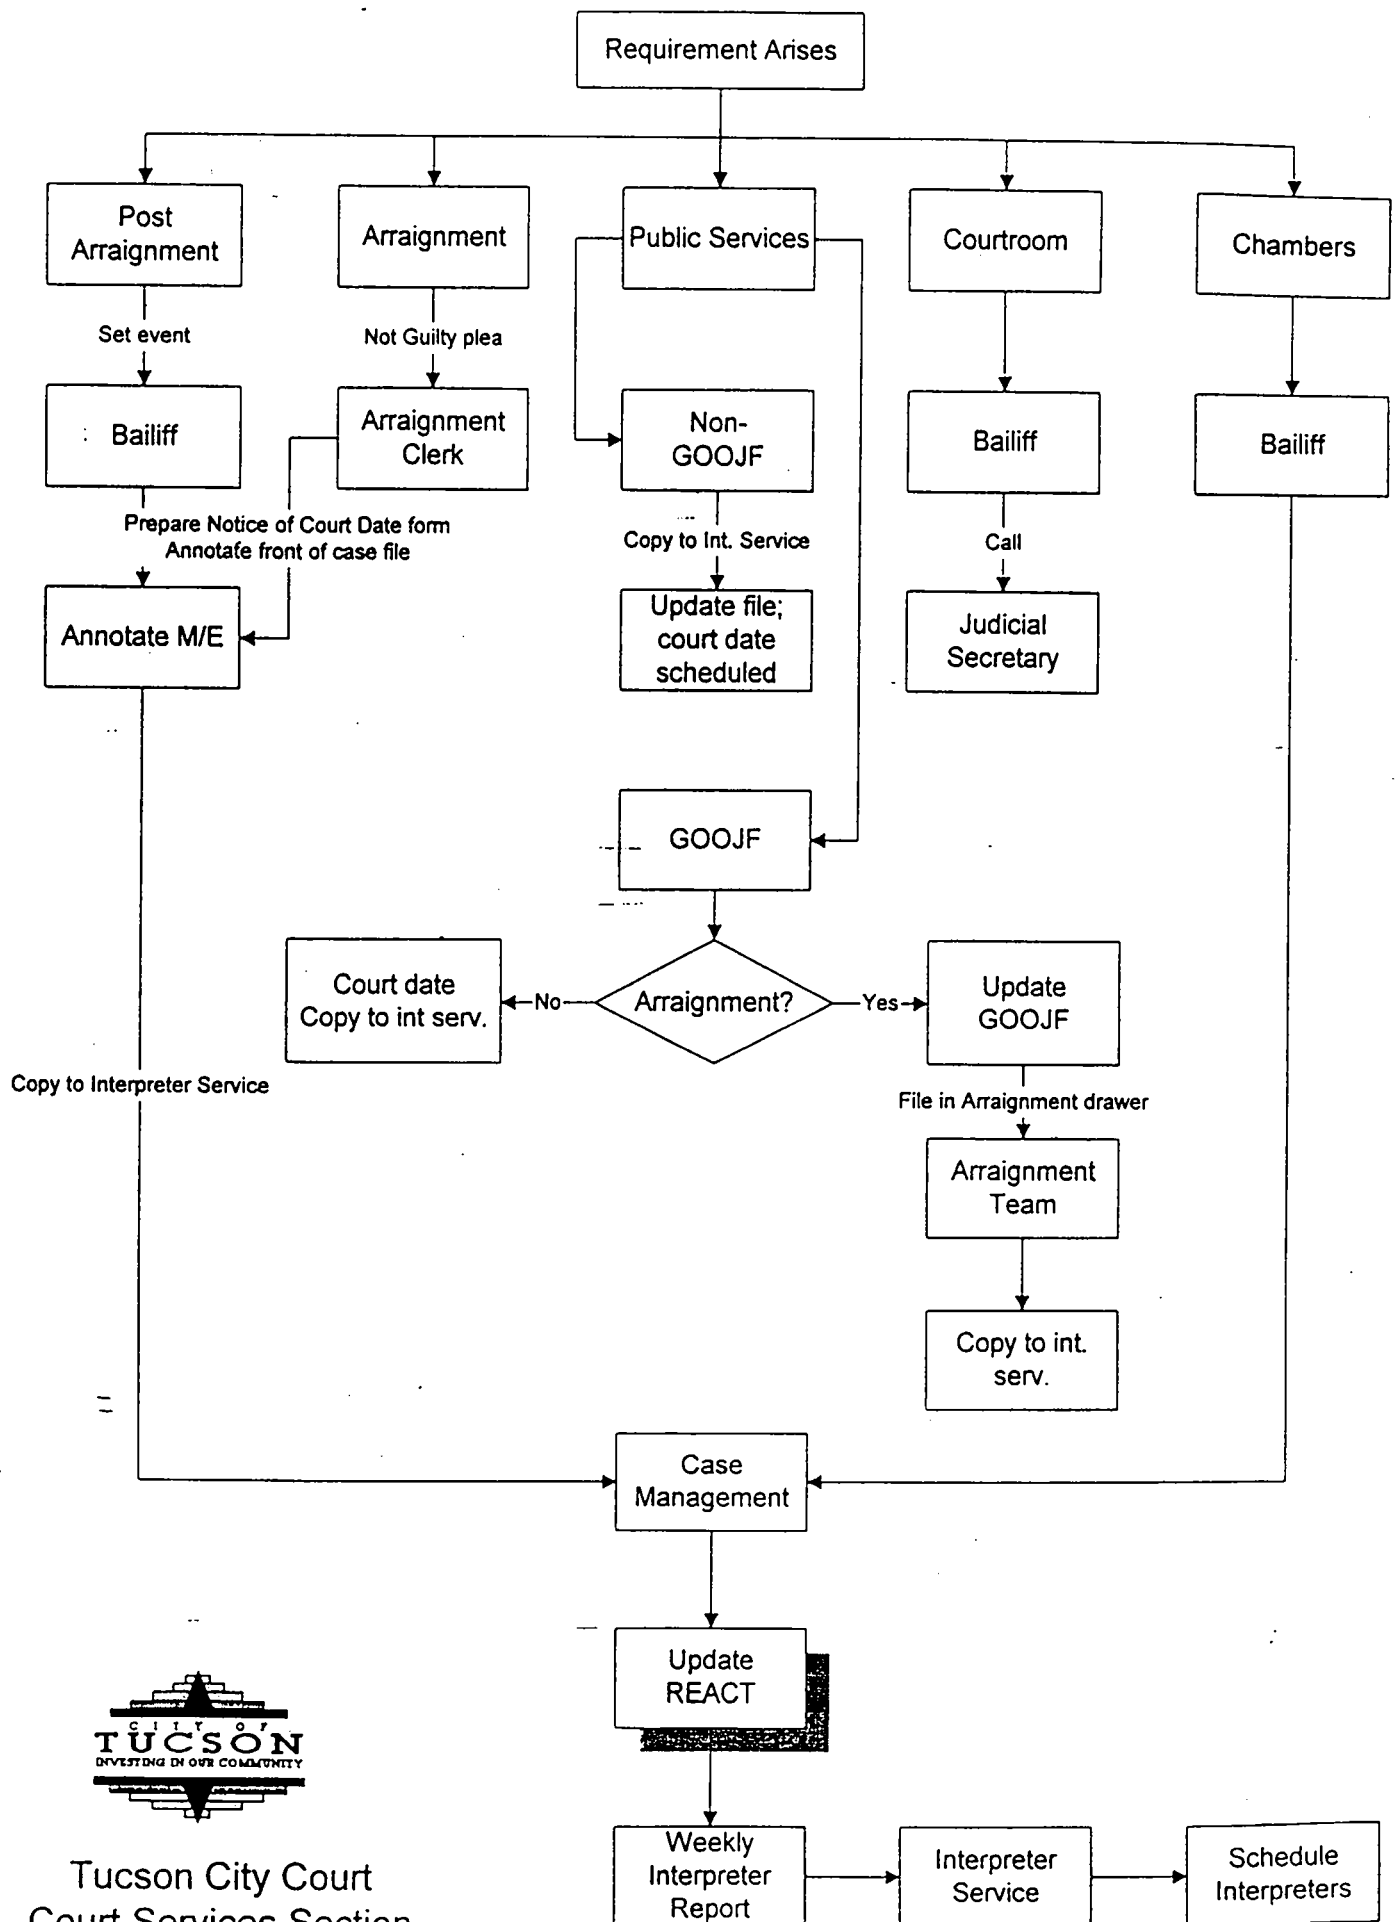 Requirement Arises
Post
Arraignment
Arraignment
Public Services
Courtroom
Chambers
Set event
Not Guilty plea
Bailiff
Arraignment
Clerk
Non-
GOOJF
Bailiff
Bailiff
Prepare Notice of Court Date form
Annotate front of case file
Copy to Int. Service
Call
Annotate M/E
Update file;
court date
scheduled
Judicial
Secretary
GOOJF
Court date
Copy to int serv.
No
Arraignment?
Yes
Update
GOOJF
Copy to Interpreter Service
File in Arraignment drawer
Arraignment
Team
Copy to int.
serv.
Case
Management
Update
REACT
CITY OF
TUCSON
INVESTING IN OUR COMMUNITY
Weekly
Interpreter
Report
Interpreter
Service
Schedule
Interpreters
Tucson City Court
Court Services Section